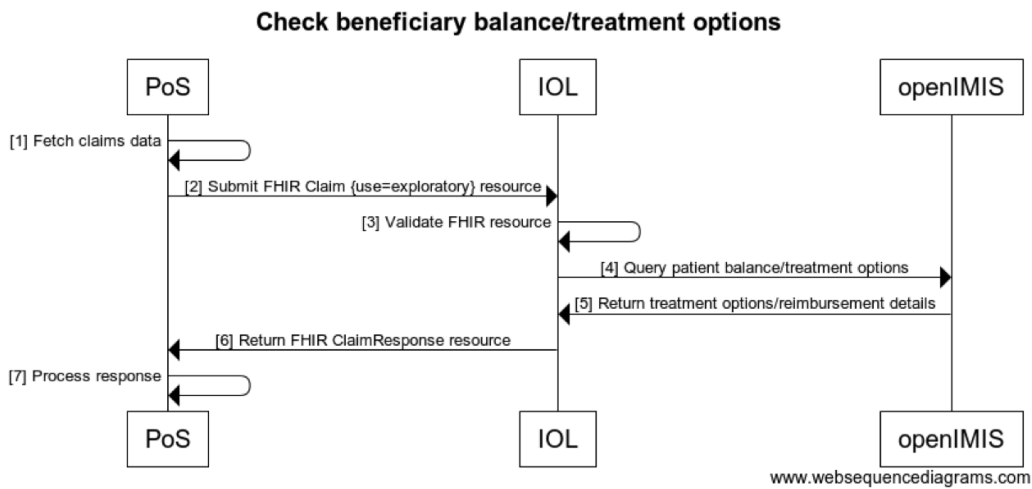 Check beneficiary balance/treatment options
PoS
IOL
openIMIS
[1] Fetch claims data
[2] Submit FHIR Claim {use=exploratory} resource
[3] Validate FHIR resource
[4] Query patient balance/treatment options
[5] Return treatment options/reimbursement details
[6] Return FHIR ClaimResponse resource
[7] Process response
PoS
IOL
openIMIS
www.websequencediagrams.com